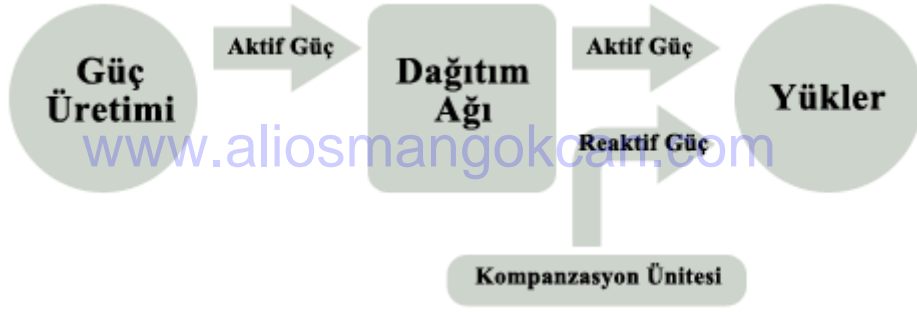 Güç
Üretimi
Aktif Güç
Dağıtım
Ağı
Aktif Güç
Reaktif Güç
Yükler
Kompanzasyon Ünitesi
www.aliosmangokcan.com